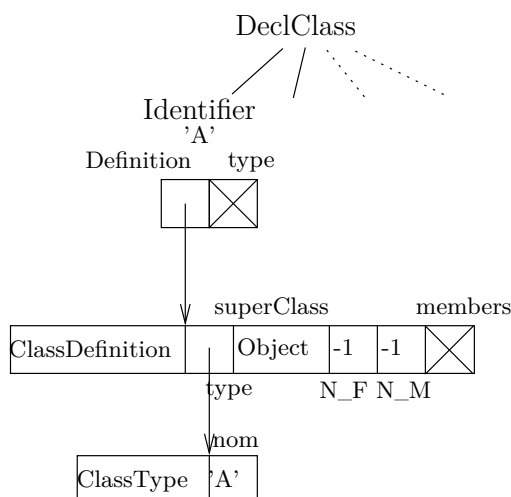 DeclClass
Identifier
'A'
Definition type
superClass members
ClassDefinition Object -1 -1
type N_F N_M
nom
ClassType 'A'